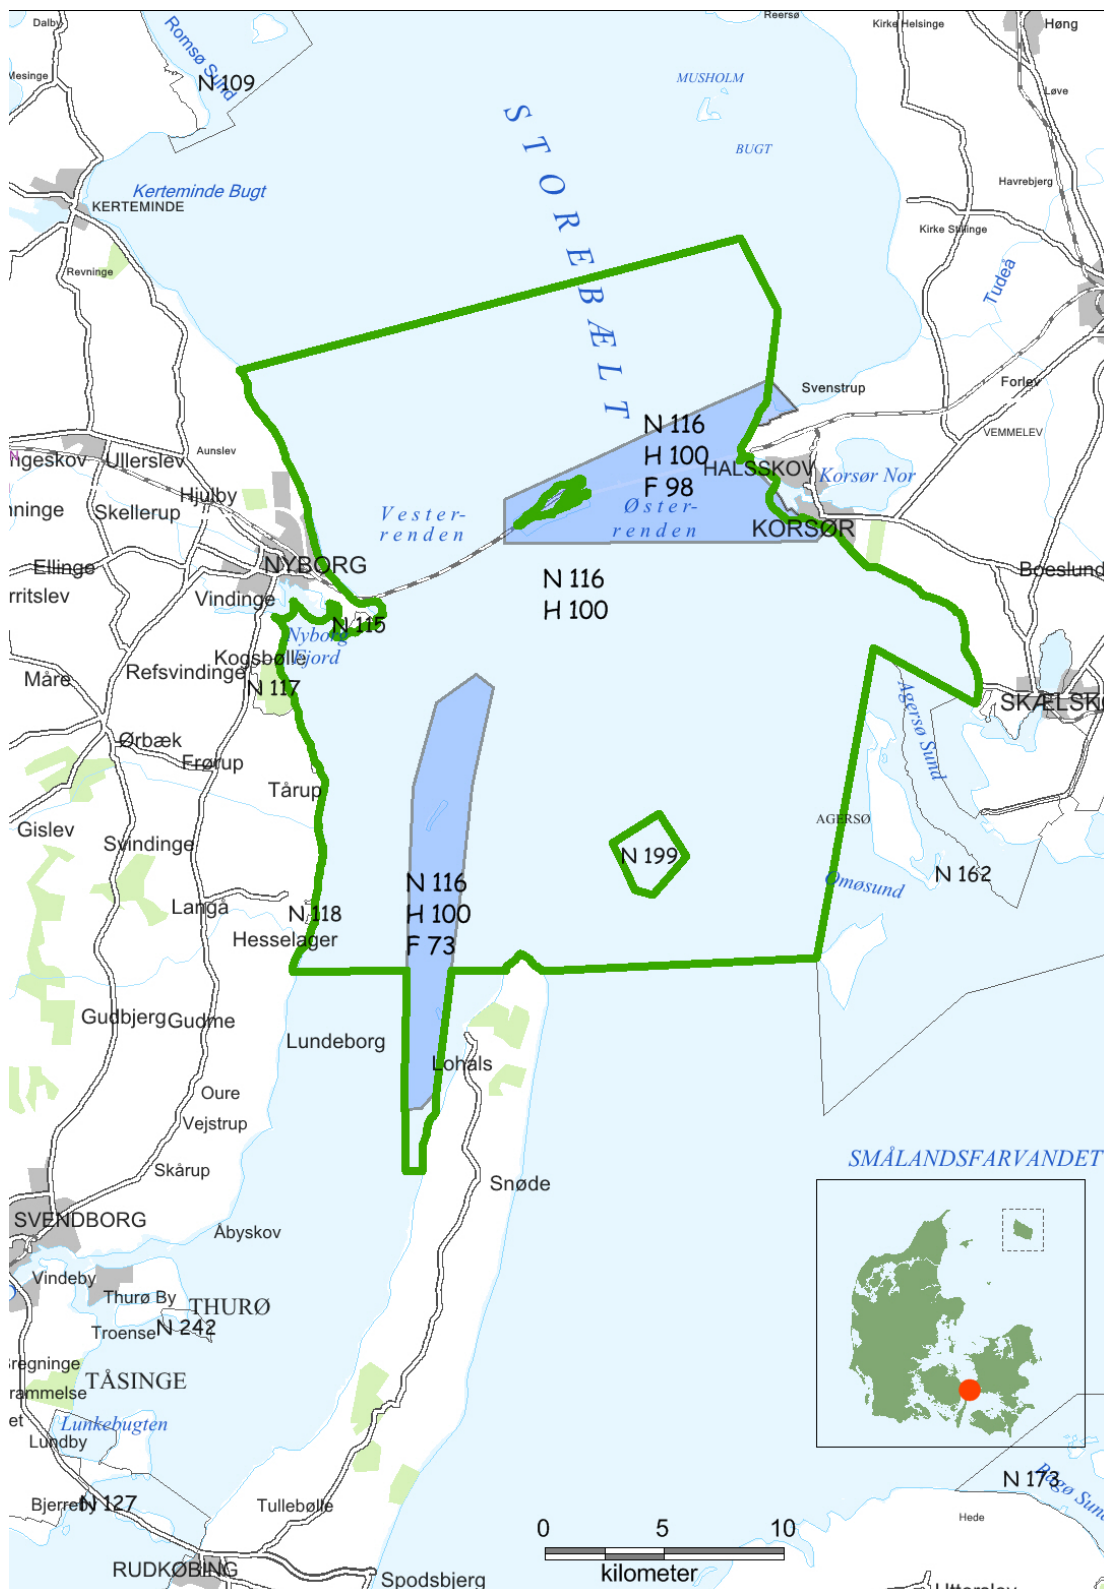 Dalby
Romsø Sund
N 109
Mesinge
Reersø
Kirke Helsinge
Høng
MUSHOLM
BUGT
Løve
STOREBÆLT
Kerteminde Bugt
KERTEMINDE
Havrebjerg
Kirke Stillinge
Revninge
Tudeå
Svenstrup
Forlev
VEMMELEV
N 116
H 100
F 98
HALSSKOV
Korsør Nor
Aunslev
ngeskov
Ullerslev
Hjulby
Skellerup
Vester-
renden
Øster-
renden
KORSØR
NYBORG
Ellinge
rritslev
Vindinge
N 116
H 100
Boeslund
N 115
Nyborg
Fjord
Kogsbølle
Refsvindinge
Måre
N 117
SKÆLSKØ
Agersø Sund
Ørbæk
Frørup
Tårup
Gislev
Svindinge
AGERSØ
N 199
N 162
Omøsund
N 116
H 100
F 73
Langå
N 118
Hesselager
Gudbjerg
Gudme
Lundeborg
Lohals
Oure
Vejstrup
Skårup
Snøde
SMÅLANDSFARVANDET
SVENDBORG
Åbyskov
Vindeby
Thurø By
THURØ
Troense
N 242
TÅSINGE
Lunkebugten
Lundby
Bjerreby
N 127
Tullebølle
RUDKØBING
Spodsbjerg
0 5 10
kilometer
N 173
Hede